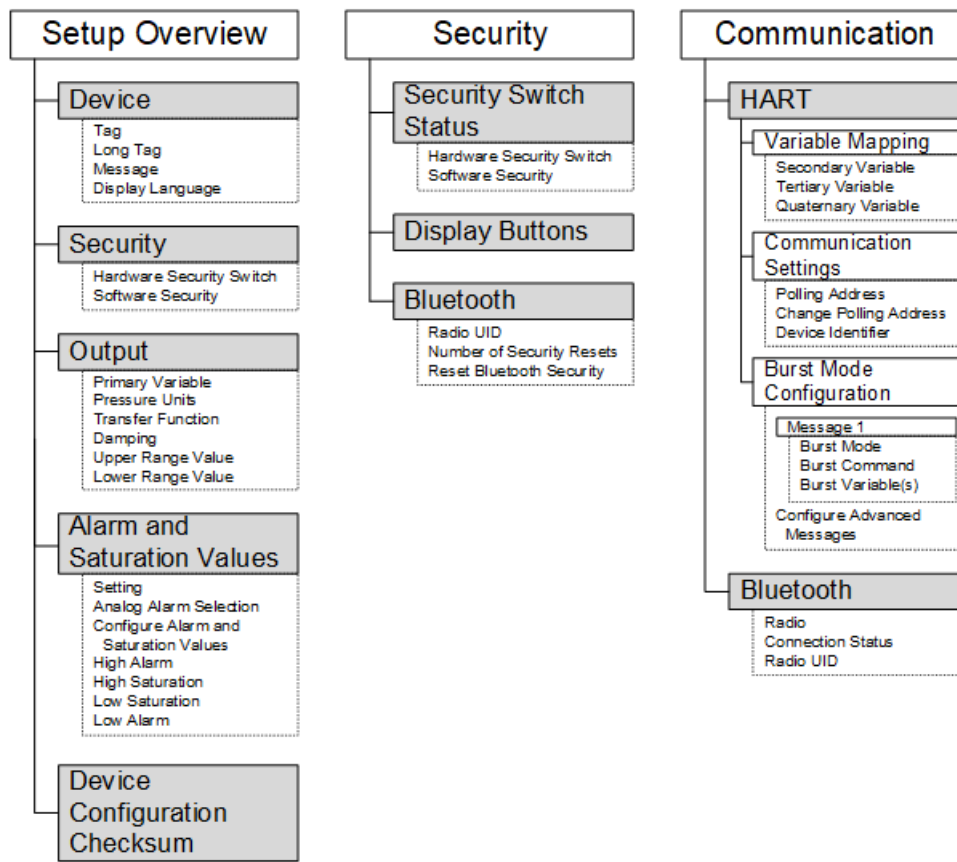 Setup Overview
Device
Tag
Long Tag
Message
Display Language
Security
Hardware Security Switch
Software Security
Output
Primary Variable
Pressure Units
Transfer Function
Damping
Upper Range Value
Lower Range Value
Alarm and
Saturation Values
Setting
Analog Alarm Selection
Configure Alarm and
Saturation Values
High Alarm
High Saturation
Low Saturation
Low Alarm
Device
Configuration
Checksum
Security
Security Switch
Status
Hardware Security Switch
Software Security
Display Buttons
Bluetooth
Radio UID
Number of Security Resets
Reset Bluetooth Security
Communication
HART
Variable Mapping
Secondary Variable
Tertiary Variable
Quaternary Variable
Communication
Settings
Polling Address
Change Polling Address
Device Identifier
Burst Mode
Configuration
Message 1
Burst Mode
Burst Command
Burst Variable(s)
Configure Advanced
Messages
Bluetooth
Radio
Connection Status
Radio UID